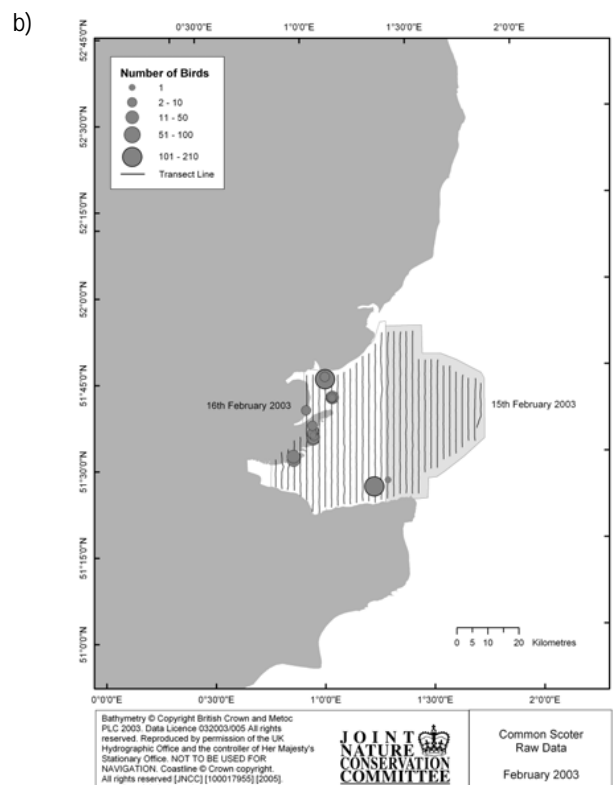 b)
0°30'0"E 1°0'0"E 1°30'0"E 2°0'0"E
52°45'0"N
52°30'0"N
52°15'0"N
52°0'0"N
51°45'0"N
51°30'0"N
51°15'0"N
51°0'0"N
Number of Birds
1
2 - 10
11 - 50
51 - 100
101 - 210
Transect Line
16th February 2003
15th February 2003
0 5 10 20 Kilometres
0°0'0"E 0°30'0"E 1°0'0"E 1°30'0"E 2°0'0"E
Bathymetry © Copyright British Crown and Metoc
PLC 2003. Data Licence 032003/005 All rights
reserved. Reproduced by permission of the UK
Hydrographic Office and the controller of Her Majesty's
Stationary Office. NOT TO BE USED FOR
NAVIGATION. Coastline © Crown copyright.
All rights reserved [JNCC] [100017955] [2005].
JOINT
NATURE
CONSERVATION
COMMITTEE
Common Scoter
Raw Data
February 2003